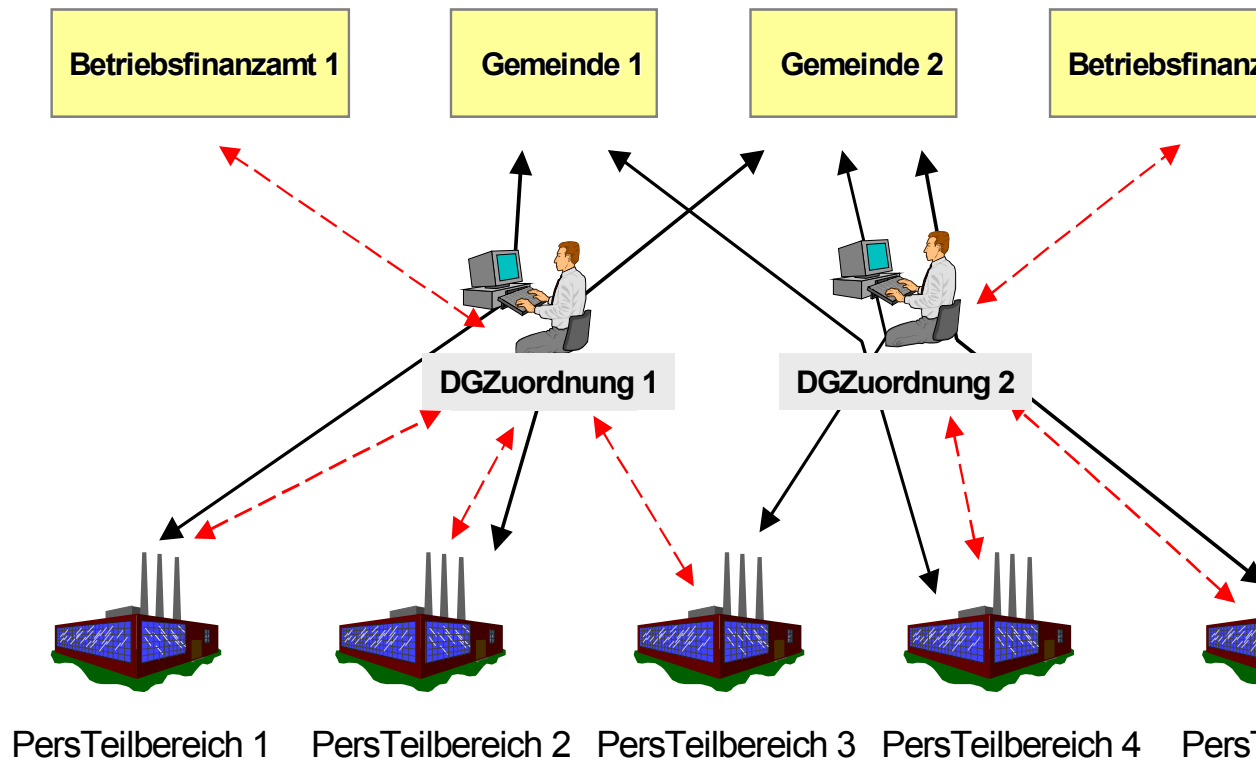 Betriebsfinanzamt 1
Gemeinde 1
Gemeinde 2
DGZuordnung 1
DGZuordnung 2
PersTeilbereich 1
PersTeilbereich 2
PersTeilbereich 3
PersTeilbereich 4